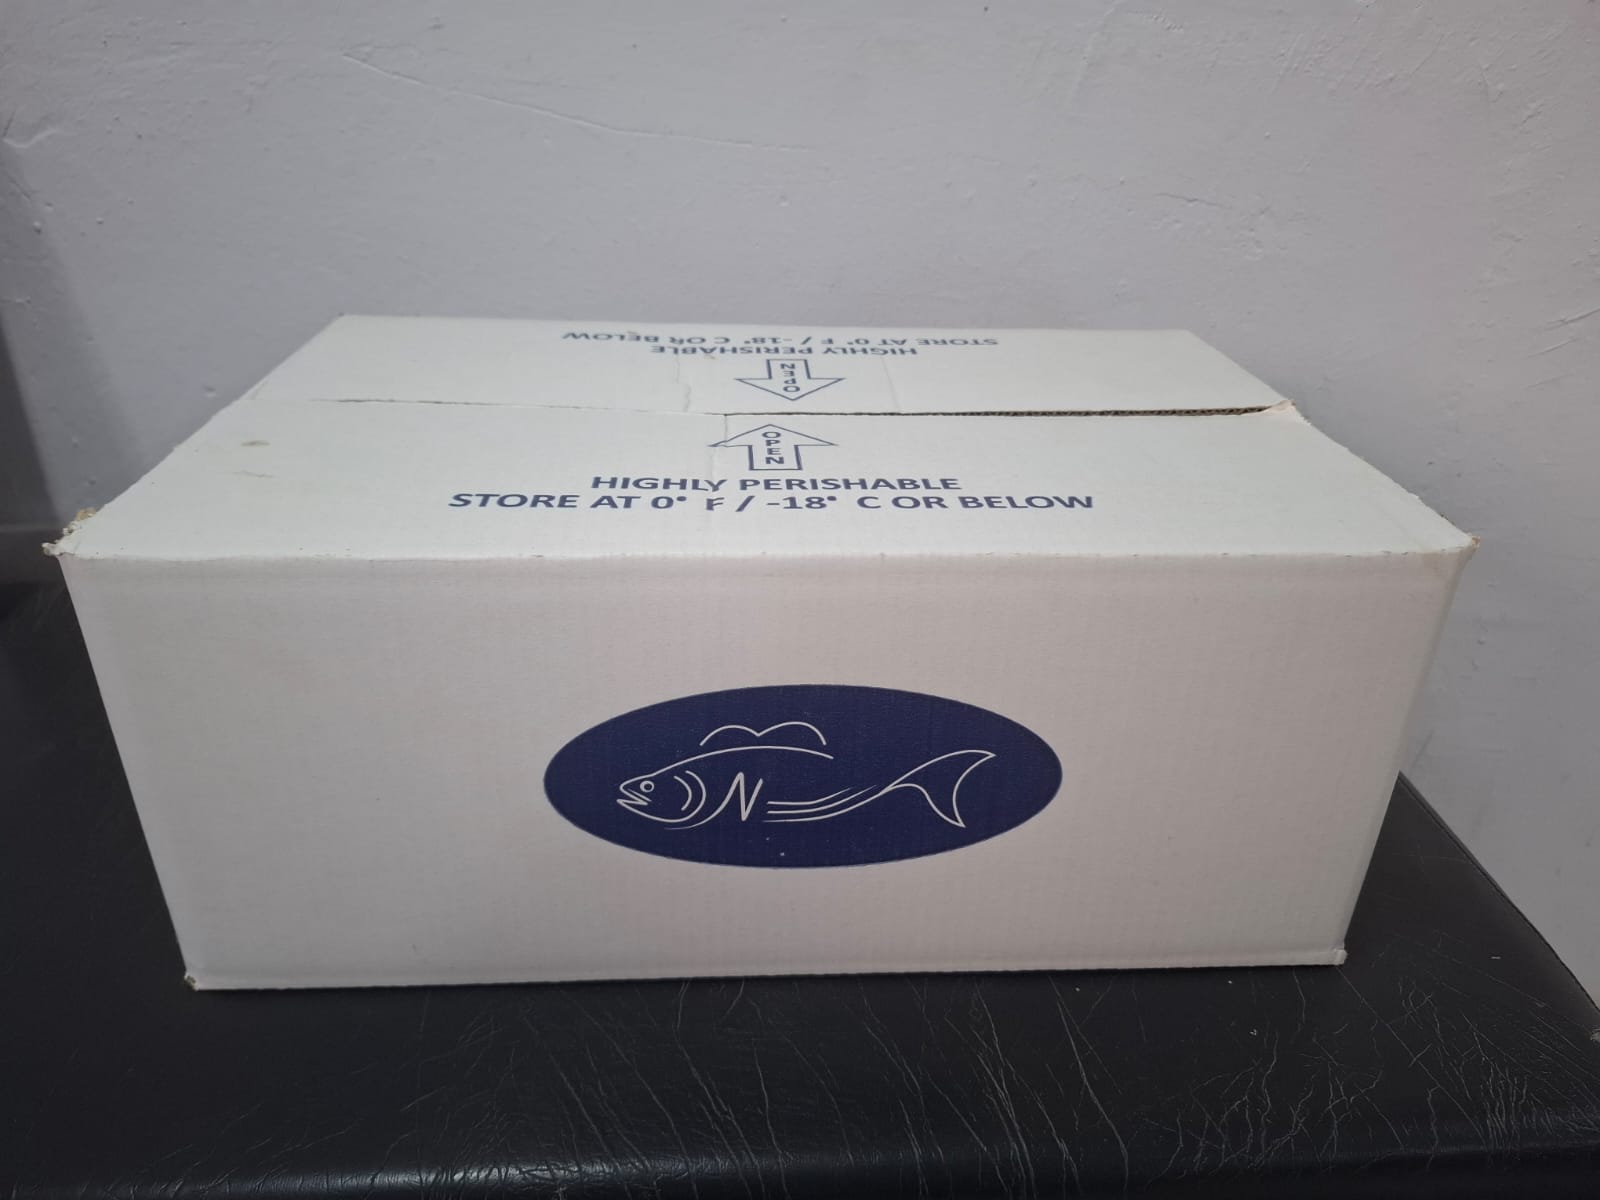 STORE AT 0° F / -18° C OR BELOW
HIGHLY PERISHABLE
OPEN
OPEN
HIGHLY PERISHABLE
STORE AT 0° F / -18° C OR BELOW
N